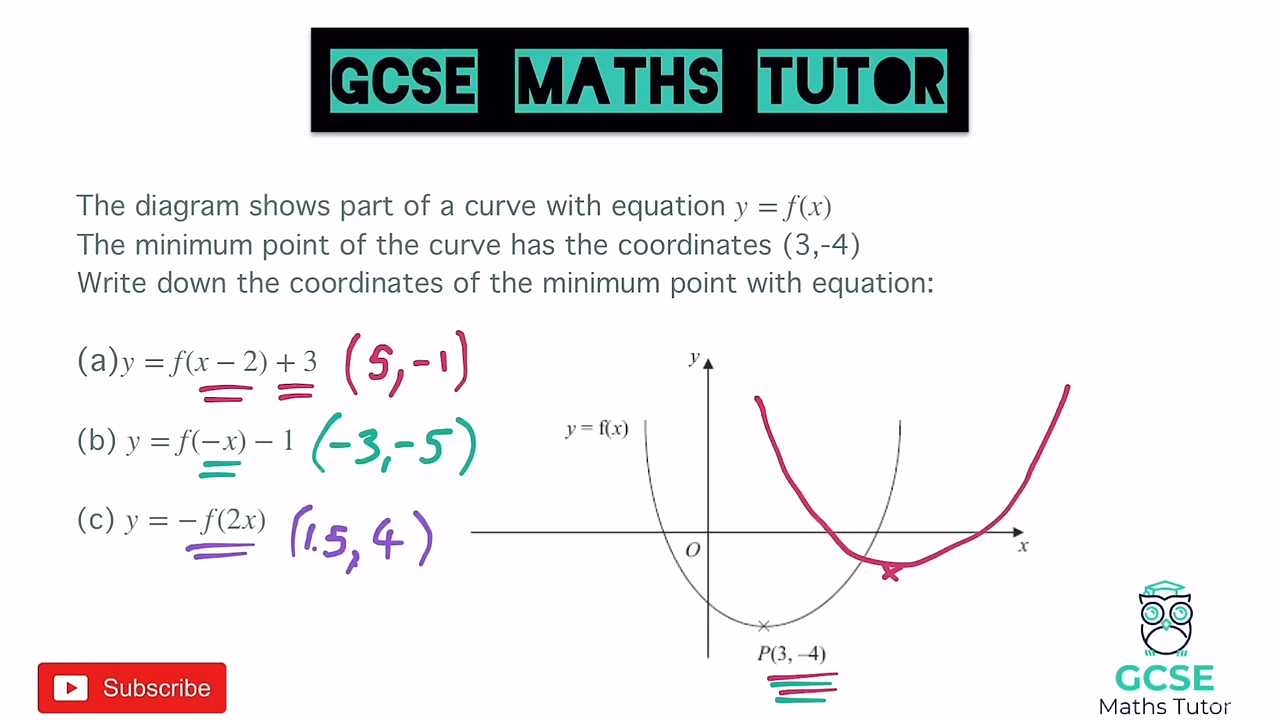 GCSE MATHS TUTOR
The diagram shows part of a curve with equation y = f(x)
The minimum point of the curve has the coordinates (3,-4)
Write down the coordinates of the minimum point with equation:
(a)y = f(x − 2) + 3 (5,-1)
(b) y = f(−x) − 1 (-3,-5)
(c) y = −f(2x) (1.5,4)
y
y = f(x)
O
x
P(3, –4)
Subscribe
GCSE
Maths Tutor